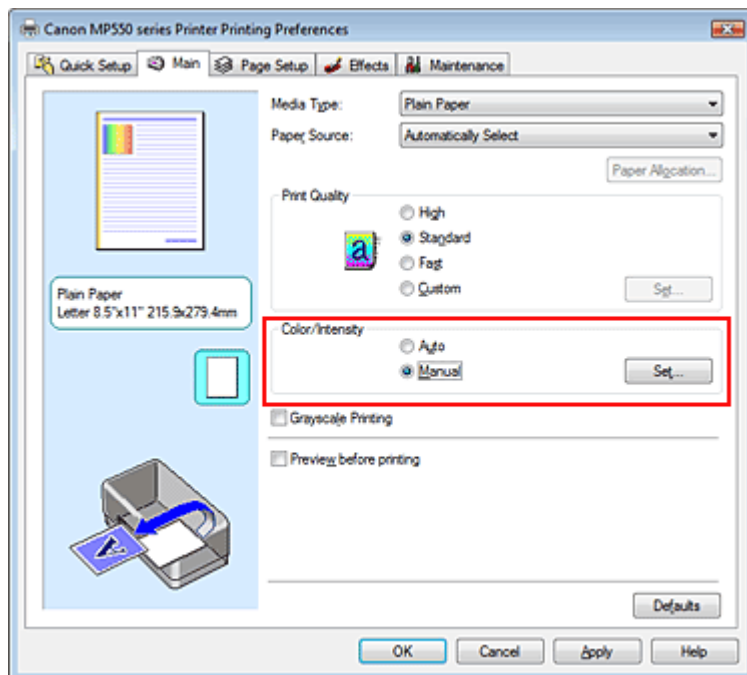 Canon MP550 series Printer Printing Preferences
Quick Setup Main Page Setup Effects Maintenance
Media Type: Plain Paper
Paper Source: Automatically Select
Paper Allocation...
Print Quality
High
a Standard
Fast
Custom Set...
Plain Paper
Letter 8.5"x11" 215.9x279.4mm
Color/Intensity
Auto
Manual Set...
Grayscale Printing
Preview before printing
Defaults
OK Cancel Apply Help